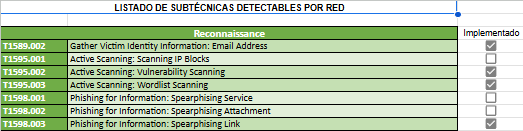 LISTADO DE SUBTÉCNICAS DETECTABLES POR RED
Reconnaissance Implementado
T1589.002 Gather Victim Identity Information: Email Address
T1595.001 Active Scanning: Scanning IP Blocks
T1595.002 Active Scanning: Vulnerability Scanning
T1595.003 Active Scanning: Wordlist Scanning
T1598.001 Phishing for Information: Spearphising Service
T1598.002 Phishing for Information: Spearphising Attachment
T1598.003 Phishing for Information: Spearphising Link